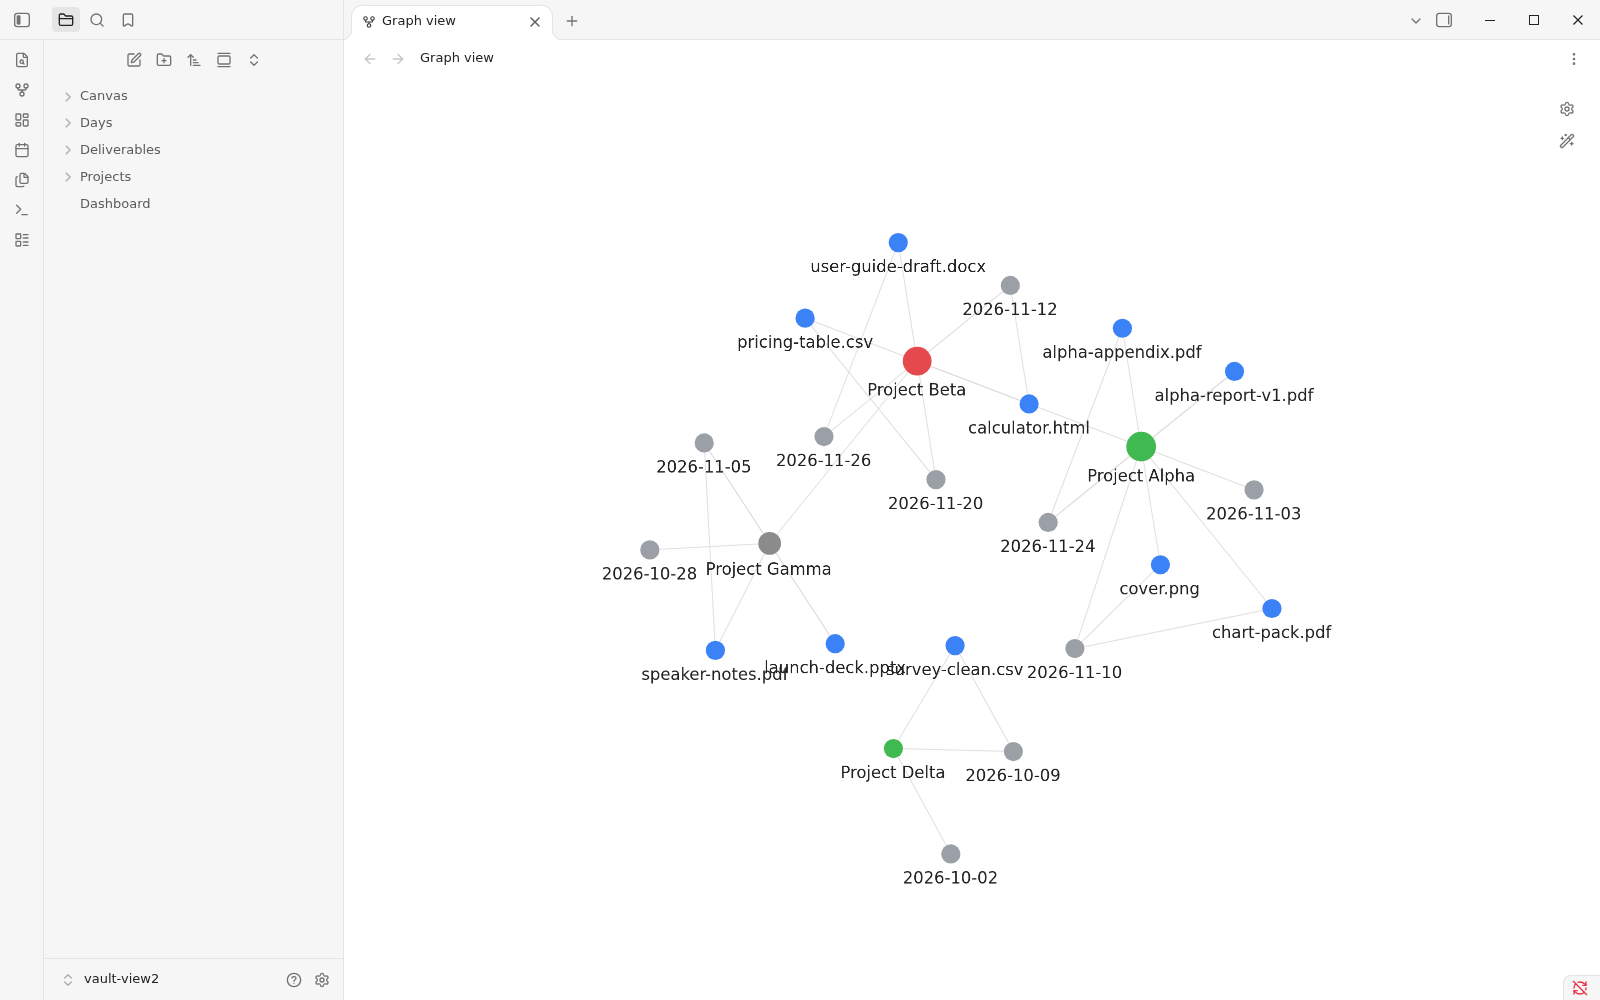 Graph view
Graph view
Canvas
Days
Deliverables
Projects
Dashboard
user-guide-draft.docx
2026-11-12
pricing-table.csv
alpha-appendix.pdf
Project Beta
alpha-report-v1.pdf
calculator.html
2026-11-05
2026-11-26
Project Alpha
2026-11-20
2026-11-03
2026-11-24
2026-10-28
Project Gamma
cover.png
chart-pack.pdf
speaker-notes.pdf
launch-deck.pptx
survey-clean.csv
2026-11-10
Project Delta
2026-10-09
2026-10-02
vault-view2